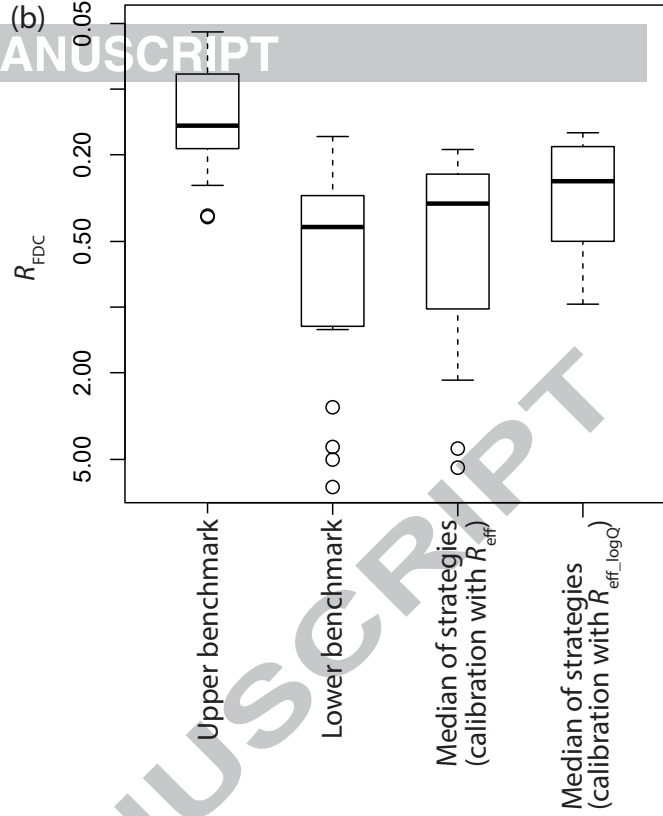 (b)
ANUSCRIPT
0.05
0.20
0.50
2.00
5.00
R_FDC
Upper benchmark
Lower benchmark
Median of strategies
(calibration with R_eff)
Median of strategies
(calibration with R_eff_logQ)
NUSCRIPT